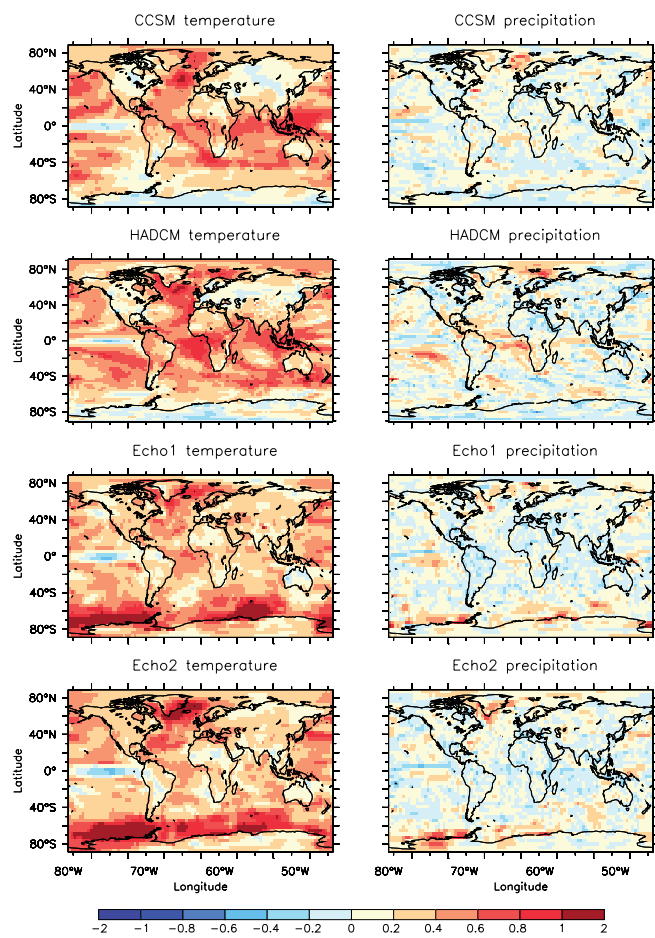 CCSM temperature CCSM precipitation
80°N
40°N
0°
40°S
80°S
Latitude
HADCM temperature HADCM precipitation
80°N
40°N
0°
40°S
80°S
Latitude
Echo1 temperature Echo1 precipitation
80°N
40°N
0°
40°S
80°S
Latitude
Echo2 temperature Echo2 precipitation
80°N
40°N
0°
40°S
80°S
Latitude
80°W 70°W 60°W 50°W 80°W 70°W 60°W 50°W
Longitude Longitude
-2 -1 -0.8 -0.6 -0.4 -0.2 0 0.2 0.4 0.6 0.8 1 2